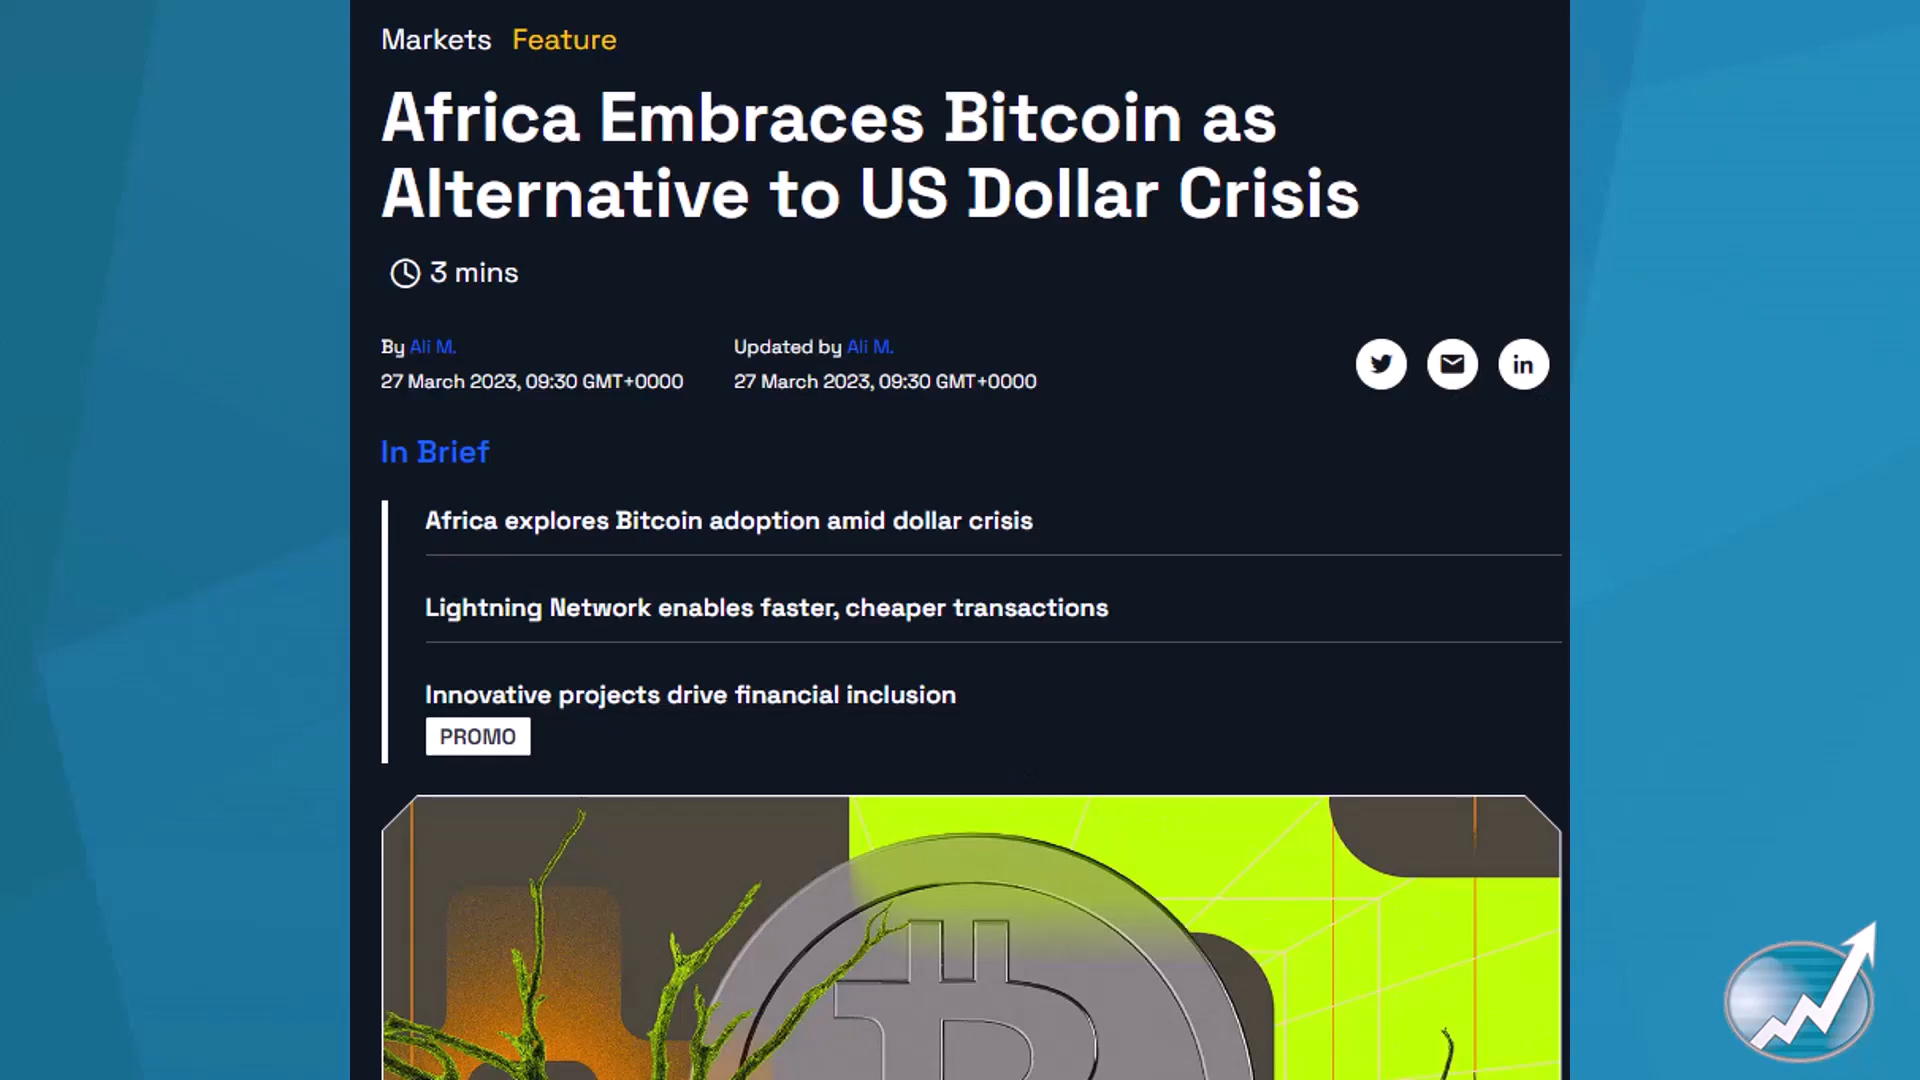 Markets Feature
Africa Embraces Bitcoin as
Alternative to US Dollar Crisis
3 mins
By Ali M.
27 March 2023, 09:30 GMT+0000
Updated by Ali M.
27 March 2023, 09:30 GMT+0000
in
In Brief
Africa explores Bitcoin adoption amid dollar crisis
Lightning Network enables faster, cheaper transactions
Innovative projects drive financial inclusion
PROMO